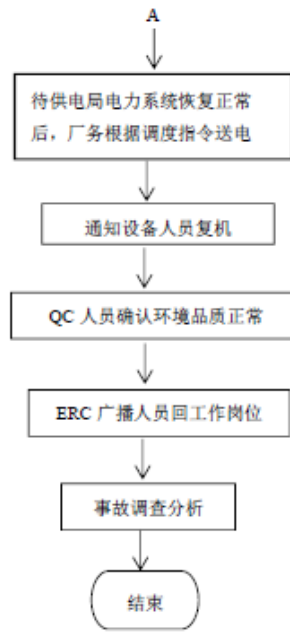 A
待供电局电力系统恢复正常
后，厂务根据调度指令送电
通知设备人员复机
QC 人员确认环境品质正常
ERC 广播人员回工作岗位
事故调查分析
结束